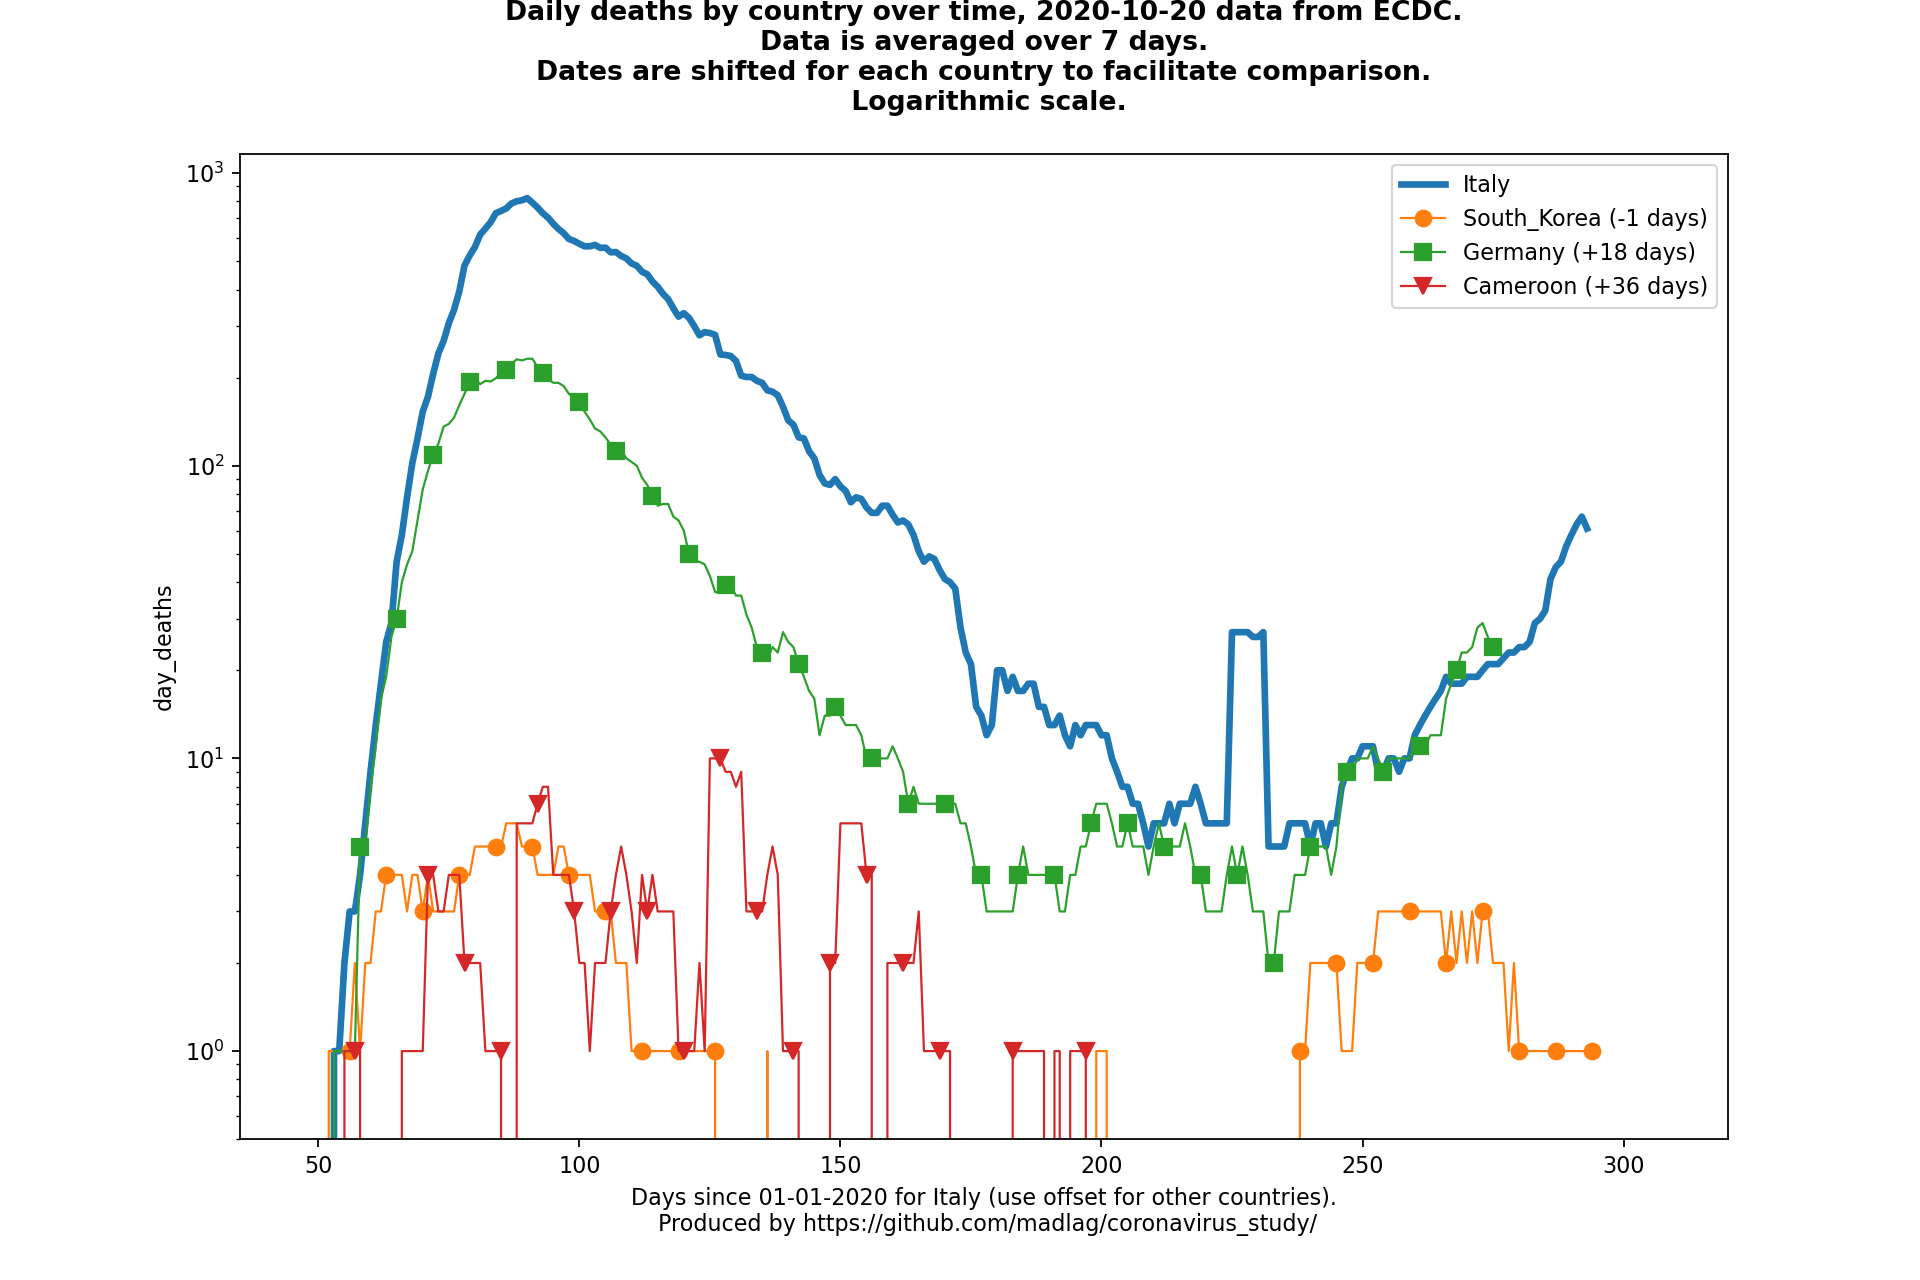 Daily deaths by country over time, 2020-10-20 data from ECDC.
Data is averaged over 7 days.
Dates are shifted for each country to facilitate comparison.
Logarithmic scale.
10³
10²
10¹
10⁰
day_deaths
Italy
South_Korea (-1 days)
Germany (+18 days)
Cameroon (+36 days)
50 100 150 200 250 300
Days since 01-01-2020 for Italy (use offset for other countries).
Produced by https://github.com/madlag/coronavirus_study/